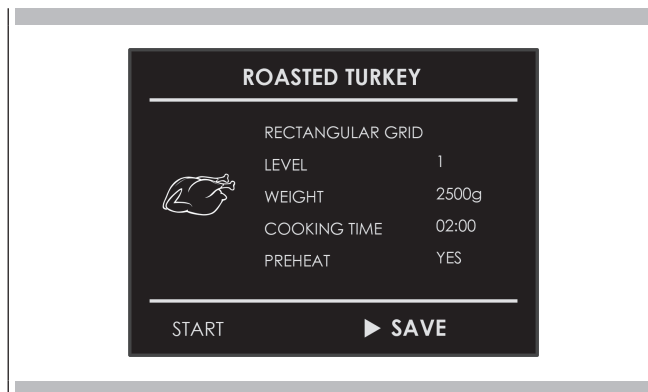 ROASTED TURKEY
RECTANGULAR GRID
LEVEL 1
WEIGHT 2500g
COOKING TIME 02:00
PREHEAT YES
START ▶ SAVE